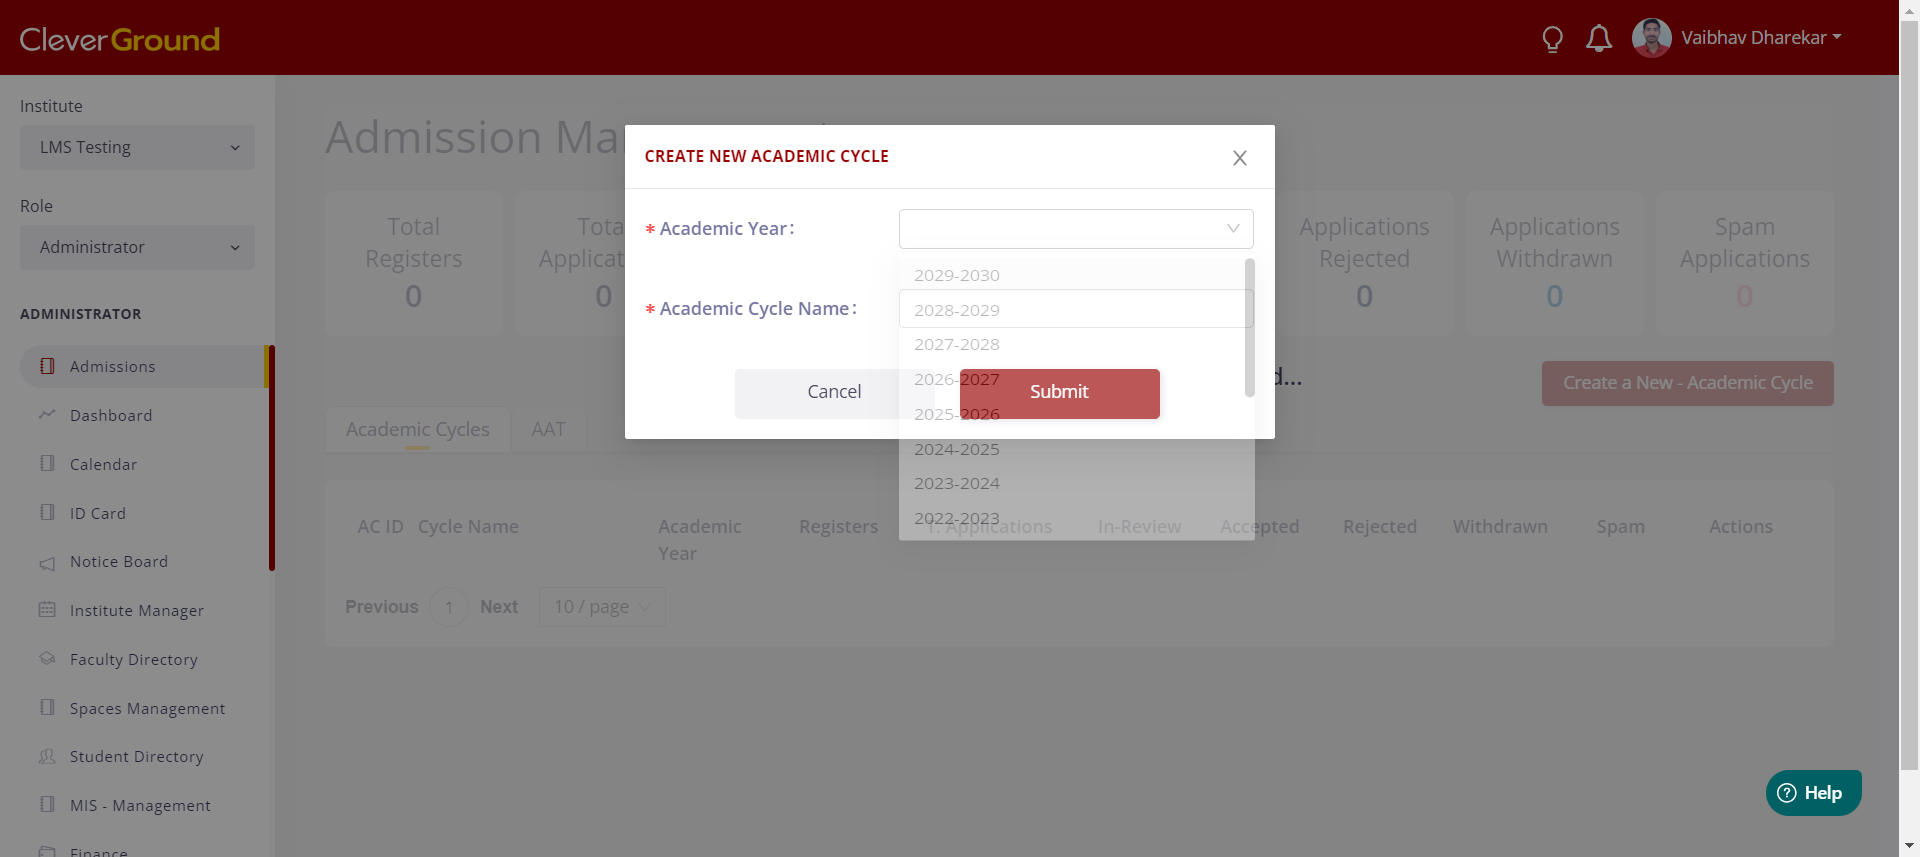 CleverGround
Vaibhav Dharekar
Institute
LMS Testing
Role
Administrator
ADMINISTRATOR
Admissions
Dashboard
Calendar
ID Card
Notice Board
Institute Manager
Faculty Directory
Spaces Management
Student Directory
MIS - Management
Finance
Admission Ma
Total
Registers
0
Tota
Applicat
0
Applications
Rejected
0
Applications
Withdrawn
0
Spam
Applications
0
CREATE NEW ACADEMIC CYCLE
* Academic Year:
* Academic Cycle Name:
2029-2030
2028-2029
2027-2028
2026-2027
2025-2026
2024-2025
2023-2024
2022-2023
Cancel
Submit
d...
Create a New - Academic Cycle
Academic Cycles
AAT
AC ID Cycle Name Academic Year Registers T. Applications In-Review Accepted Rejected Withdrawn Spam Actions
Previous 1 Next 10 / page
Help